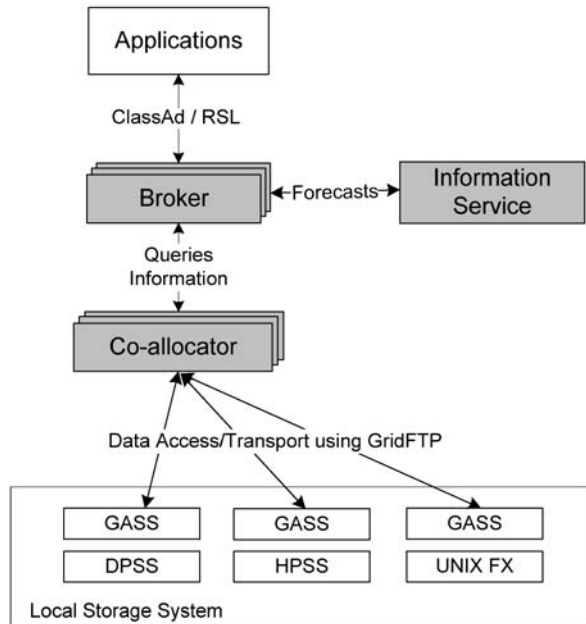 Applications
ClassAd / RSL
Broker
Forecasts
Information
Service
Queries
Information
Co-allocator
Data Access/Transport using GridFTP
GASS
GASS
GASS
DPSS
HPSS
UNIX FX
Local Storage System